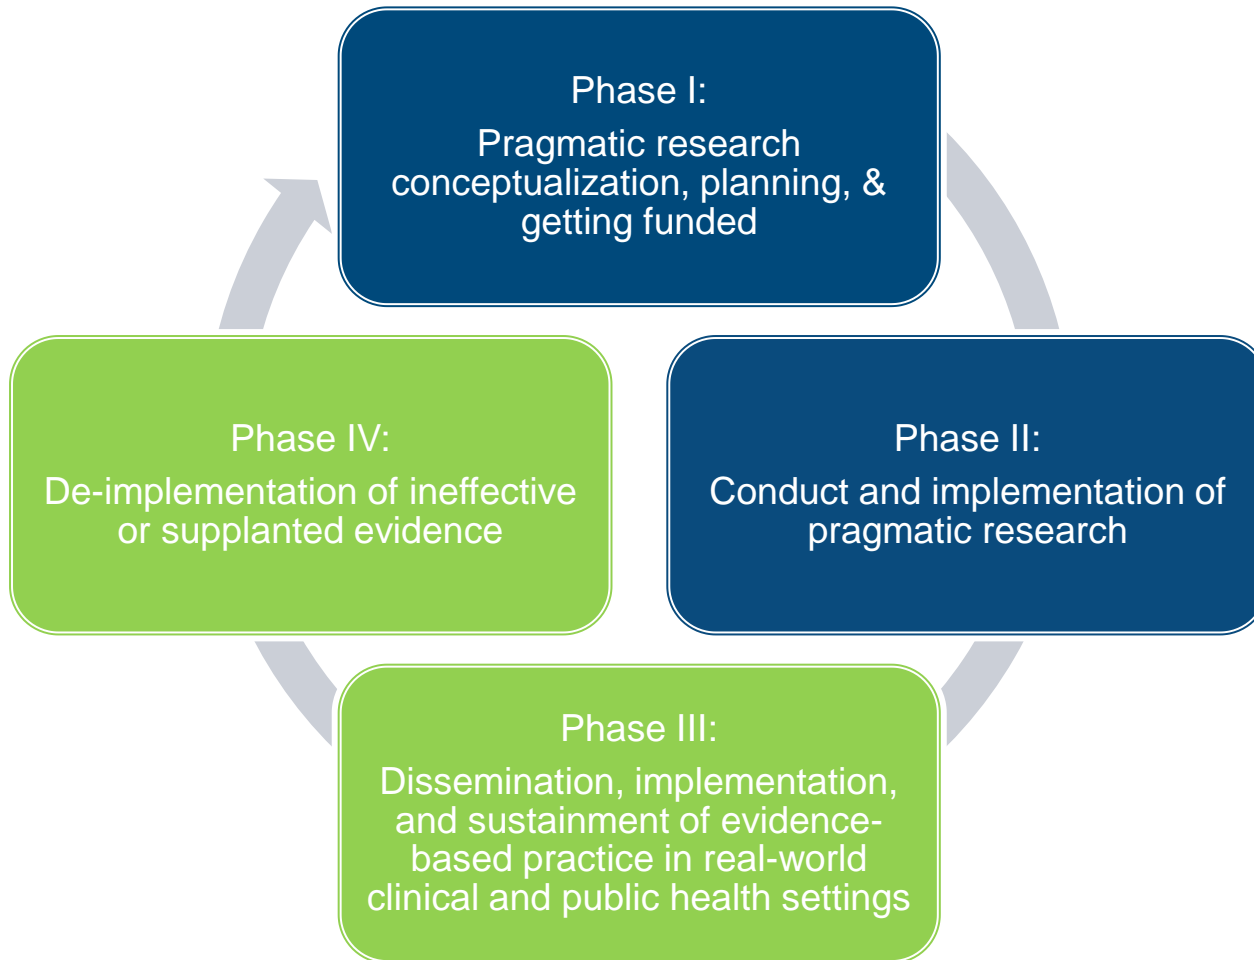 Phase I:
Pragmatic research
conceptualization, planning, &
getting funded
Phase II:
Conduct and implementation of
pragmatic research
Phase III:
Dissemination, implementation,
and sustainment of evidence-
based practice in real-world
clinical and public health settings
Phase IV:
De-implementation of ineffective
or supplanted evidence